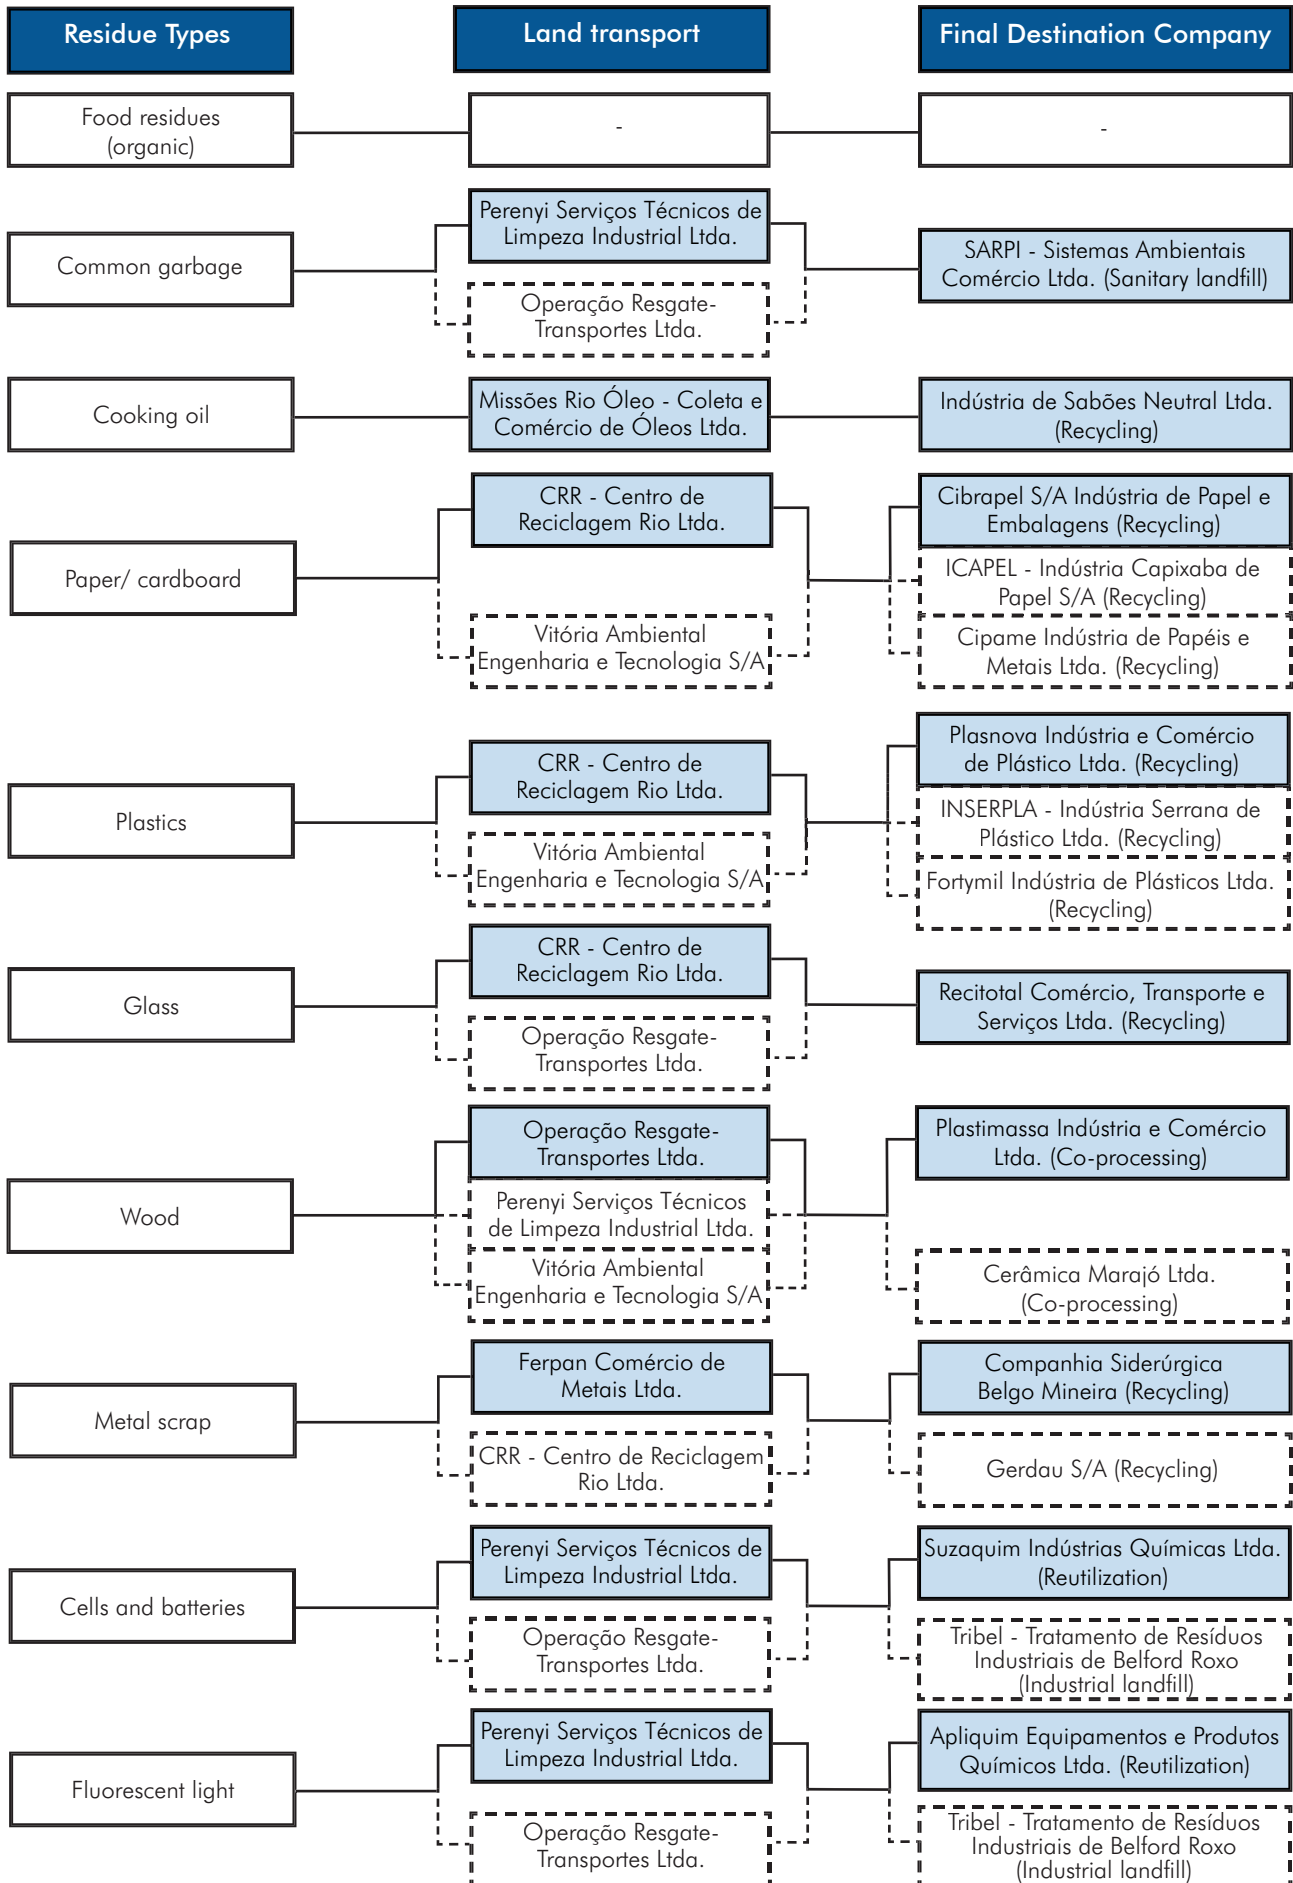 Residue Types
Land transport
Final Destination Company
Food residues
(organic)
-
-
Common garbage
Perenyi Serviços Técnicos de
Limpeza Industrial Ltda.
Operação Resgate-
Transportes Ltda.
SARPI - Sistemas Ambientais
Comércio Ltda. (Sanitary landfill)
Cooking oil
Missões Rio Óleo - Coleta e
Comércio de Óleos Ltda.
Indústria de Sabões Neutral Ltda.
(Recycling)
Paper/ cardboard
CRR - Centro de
Reciclagem Rio Ltda.
Vitória Ambiental
Engenharia e Tecnologia S/A
Cibrapel S/A Indústria de Papel e
Embalagens (Recycling)
ICAPEL - Indústria Capixaba de
Papel S/A (Recycling)
Cipame Indústria de Papéis e
Metais Ltda. (Recycling)
Plastics
CRR - Centro de
Reciclagem Rio Ltda.
Vitória Ambiental
Engenharia e Tecnologia S/A
Plasnova Indústria e Comércio
de Plástico Ltda. (Recycling)
INSERPLA - Indústria Serrana de
Plástico Ltda. (Recycling)
Fortymil Indústria de Plásticos Ltda.
(Recycling)
Glass
CRR - Centro de
Reciclagem Rio Ltda.
Operação Resgate-
Transportes Ltda.
Recitotal Comércio, Transporte e
Serviços Ltda. (Recycling)
Wood
Operação Resgate-
Transportes Ltda.
Perenyi Serviços Técnicos
de Limpeza Industrial Ltda.
Vitória Ambiental
Engenharia e Tecnologia S/A
Plastimassa Indústria e Comércio
Ltda. (Co-processing)
Cerâmica Marajó Ltda.
(Co-processing)
Metal scrap
Ferpan Comércio de
Metais Ltda.
CRR - Centro de Reciclagem
Rio Ltda.
Companhia Siderúrgica
Belgo Mineira (Recycling)
Gerdau S/A (Recycling)
Cells and batteries
Perenyi Serviços Técnicos de
Limpeza Industrial Ltda.
Operação Resgate-
Transportes Ltda.
Suzaquim Indústrias Químicas Ltda.
(Reutilization)
Tribel - Tratamento de Resíduos
Industriais de Belford Roxo
(Industrial landfill)
Fluorescent light
Perenyi Serviços Técnicos de
Limpeza Industrial Ltda.
Operação Resgate-
Transportes Ltda.
Apliquim Equipamentos e Produtos
Químicos Ltda. (Reutilization)
Tribel - Tratamento de Resíduos
Industriais de Belford Roxo
(Industrial landfill)